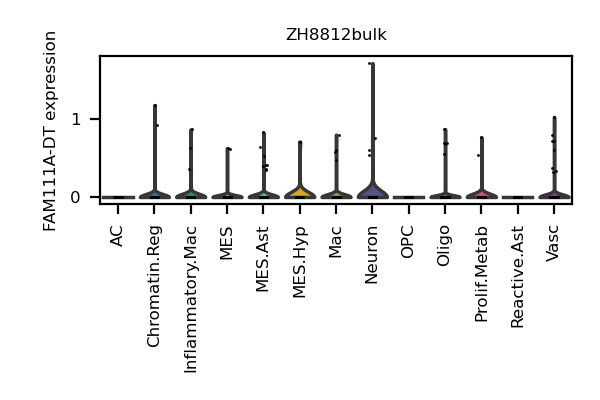 ZH8812bulk
FAM111A-DT expression
1
0
AC
Chromatin.Reg
Inflammatory.Mac
MES
MES.Ast
MES.Hyp
Mac
Neuron
OPC
Oligo
Prolif.Metab
Reactive.Ast
Vasc